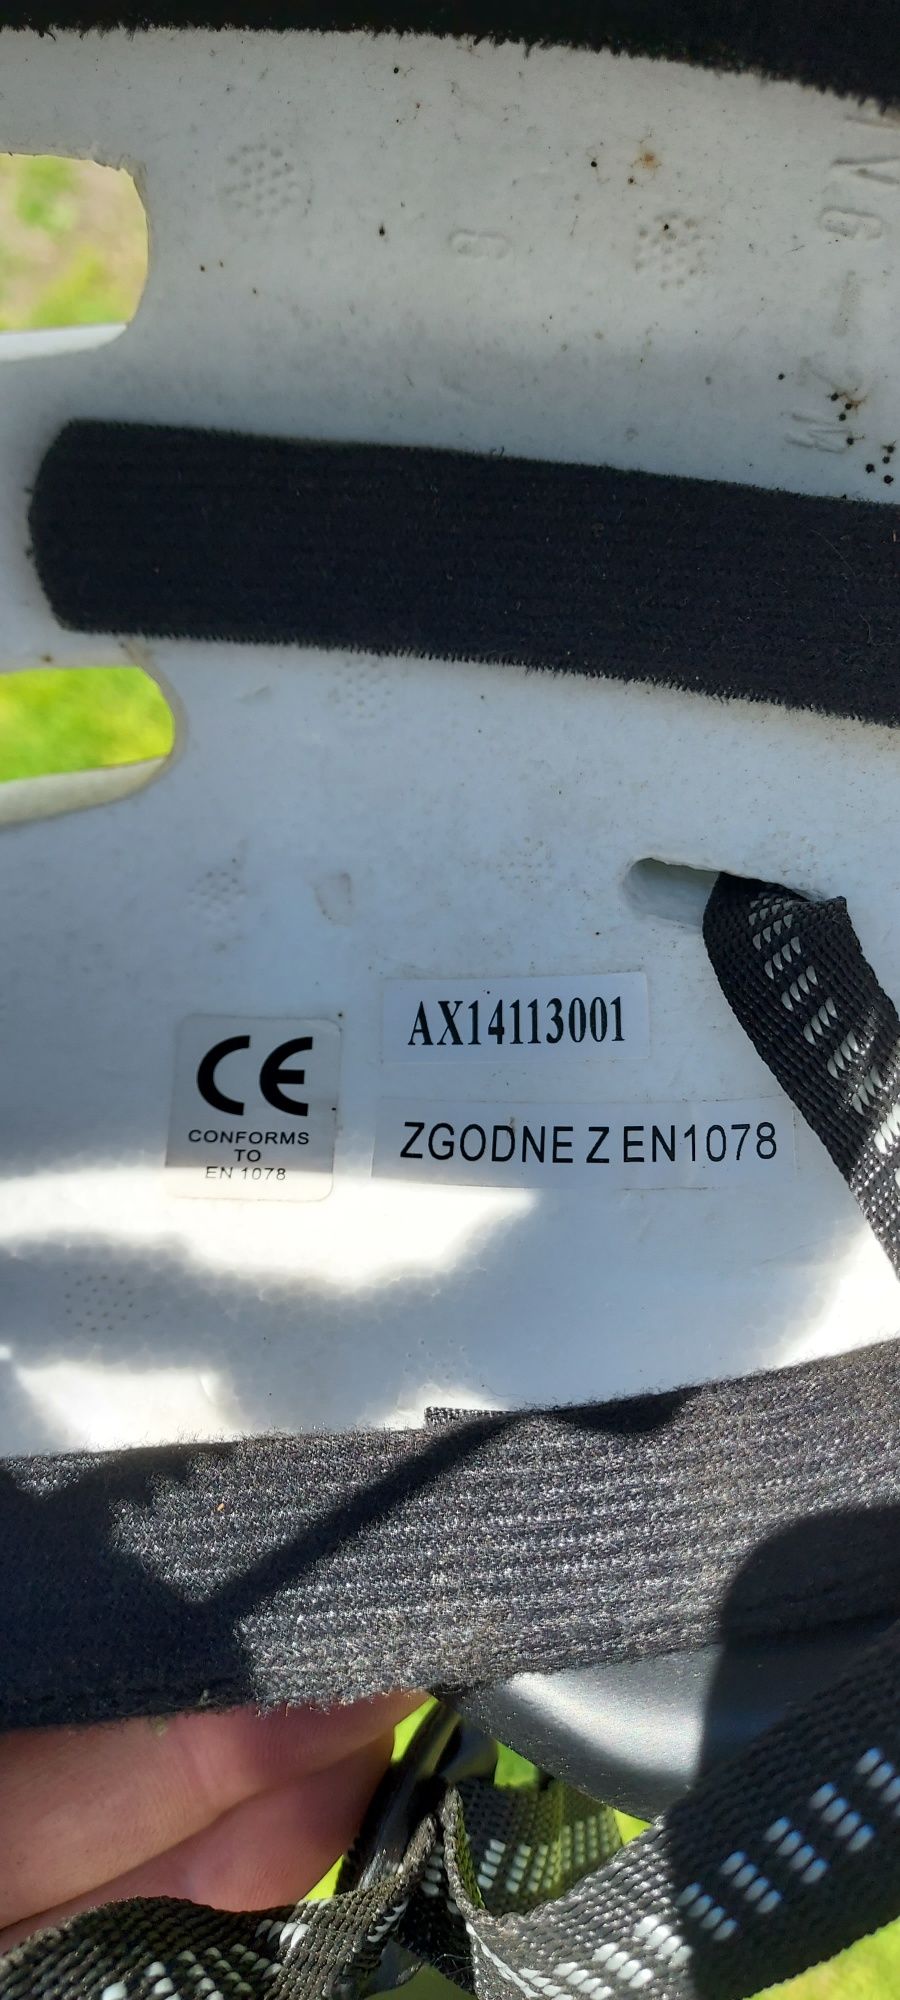 AX14113001
CE
CONFORMS
TO
EN 1078
ZGODNE Z EN1078